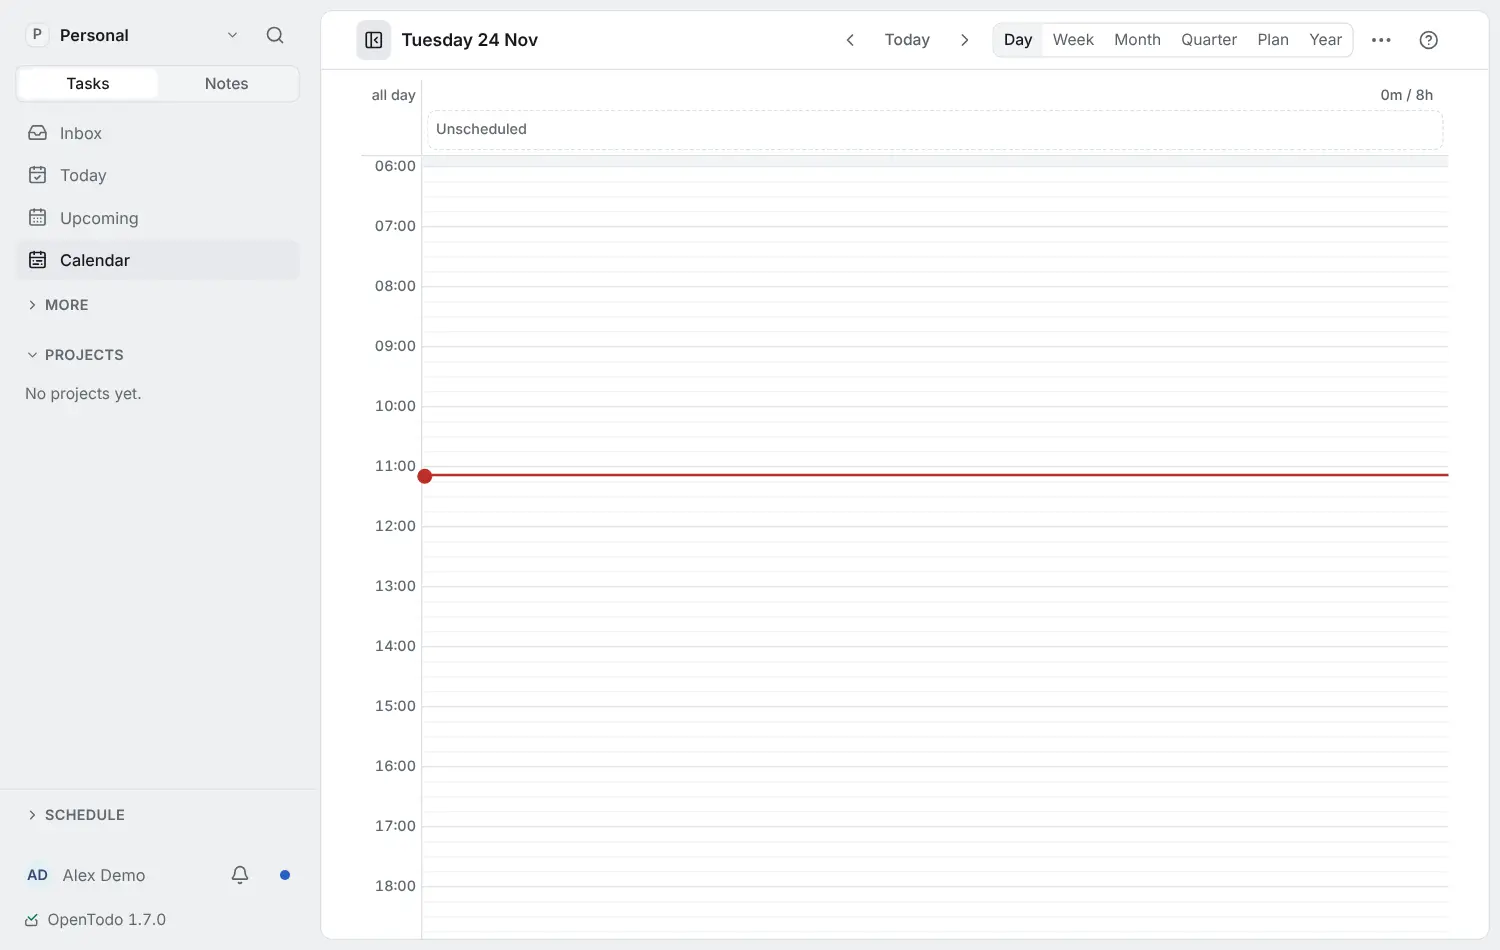 P Personal
Tasks Notes
Inbox
Today
Upcoming
Calendar
MORE
PROJECTS
No projects yet.
SCHEDULE
AD Alex Demo
OpenTodo 1.7.0
Tuesday 24 Nov
Today
Day Week Month Quarter Plan Year
all day 0m / 8h
Unscheduled
06:00
07:00
08:00
09:00
10:00
11:00
12:00
13:00
14:00
15:00
16:00
17:00
18:00